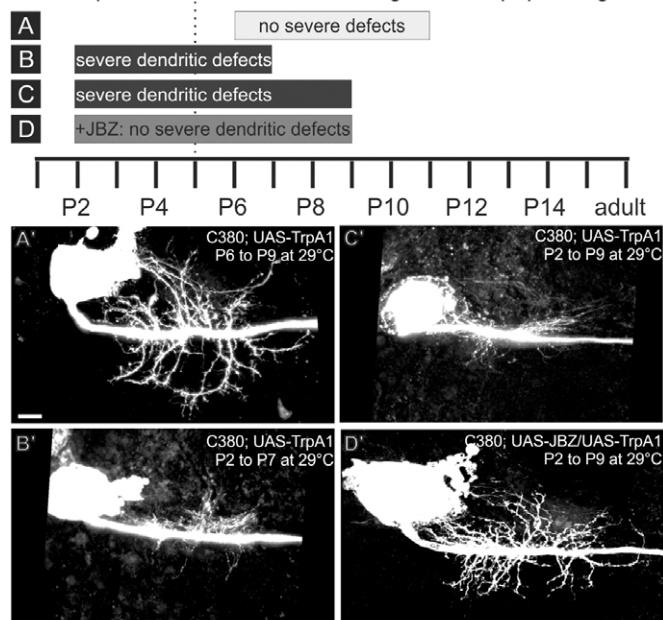 A no severe defects
B severe dendritic defects
C severe dendritic defects
D +JBZ: no severe dendritic defects
P2 P4 P6 P8 P10 P12 P14 adult
A' C380; UAS-TrpA1
P6 to P9 at 29°C
C' C380; UAS-TrpA1
P2 to P9 at 29°C
B' C380; UAS-TrpA1
P2 to P7 at 29°C
D' C380; UAS-JBZ/UAS-TrpA1
P2 to P9 at 29°C